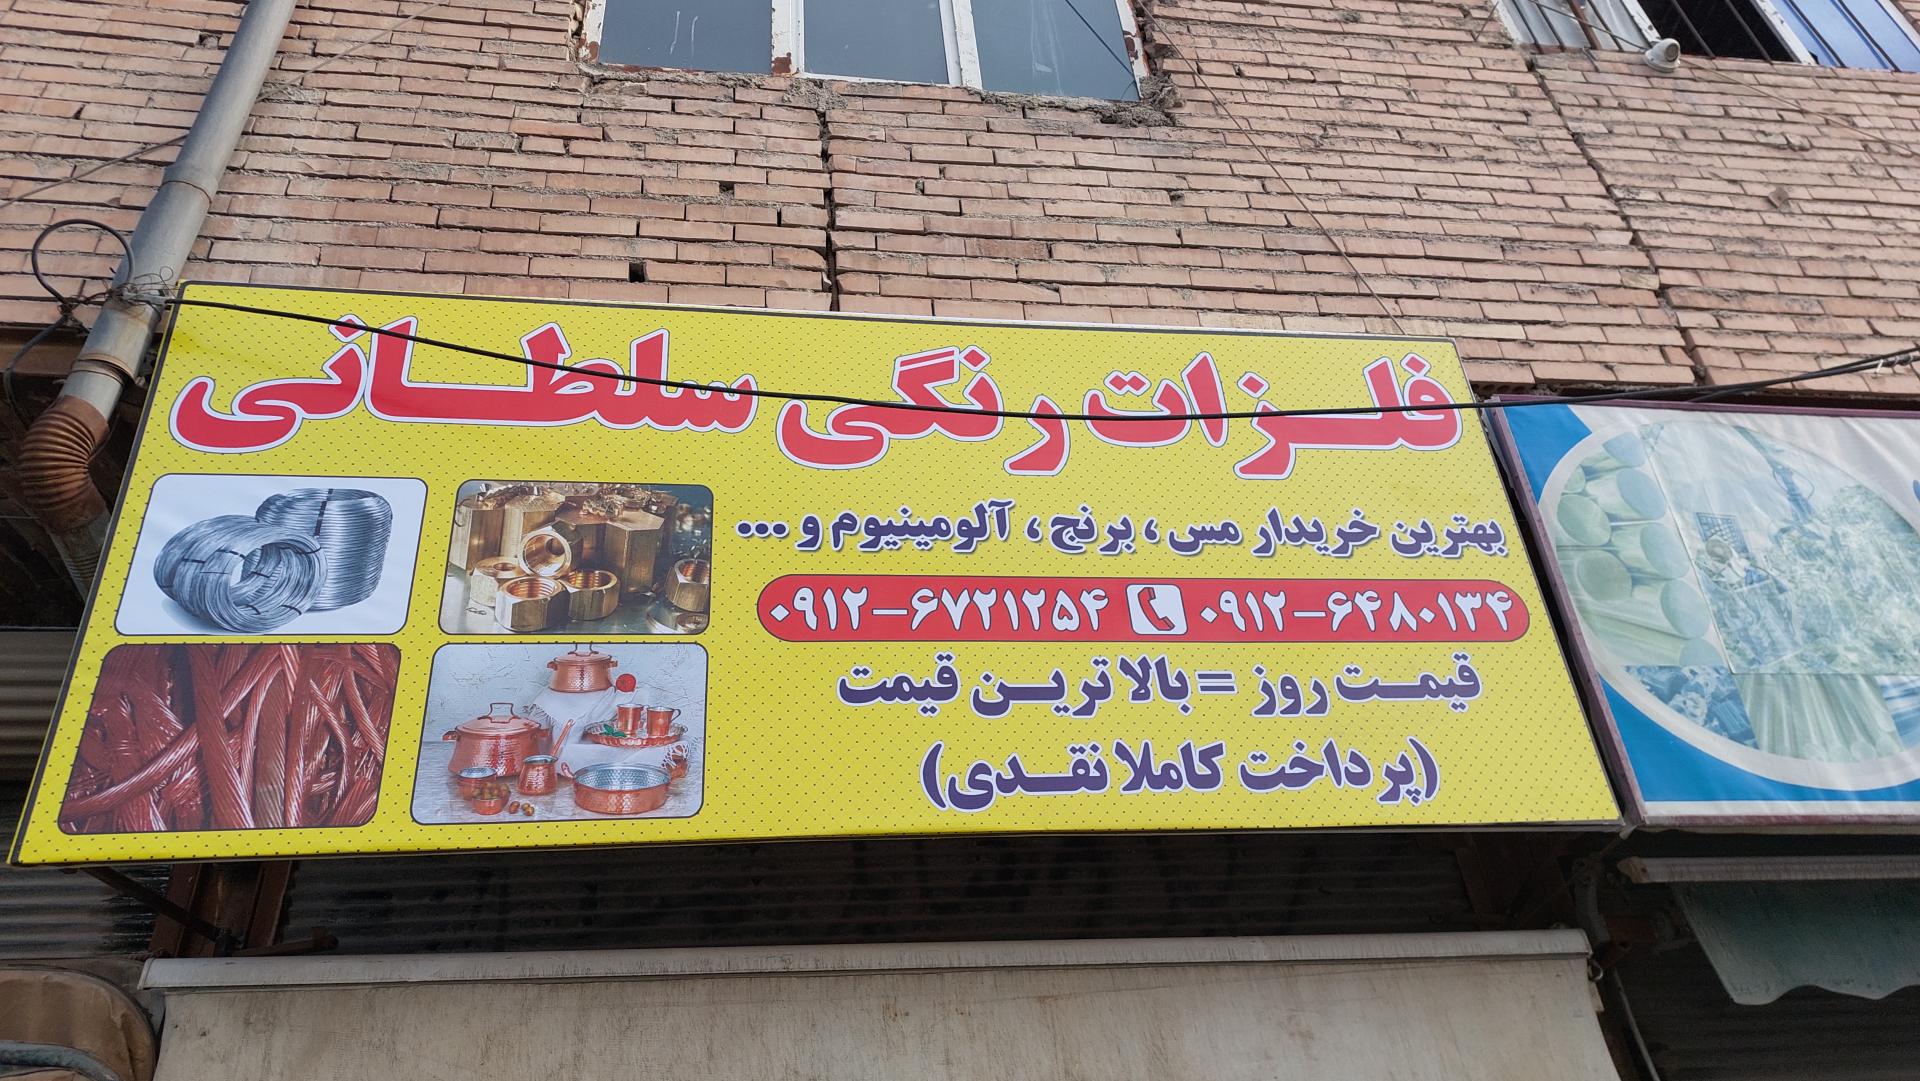 فلزات رنگی سلطانی
بهترین خریدار مس ، برنج ، آلومینیوم و ...
۰۹۱۲-۶۴۸۰۱۳۴ ۰۹۱۲-۶۷۲۱۲۵۴
قیمت روز = بالاترین قیمت
(پرداخت کاملا نقدی)